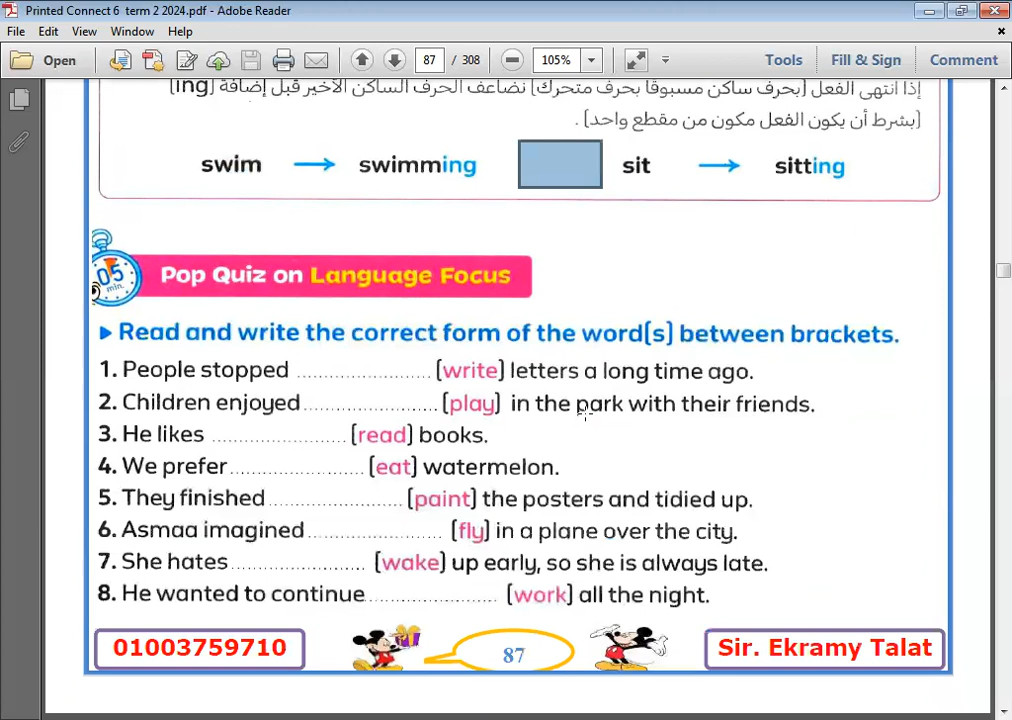 Printed Connect 6 term 2 2024.pdf - Adobe Reader
File Edit View Window Help
Open 87 / 308 105% Tools Fill & Sign Comment
إذا انتهى الفعل [بحرف ساكن مسبوقا بحرف متحرك] نضاعف الحرف الساكن الأخير قبل إضافة [ing]
[بشرط أن يكون الفعل مكون من مقطع واحد] .
swim → swimming sit → sitting
05 min. Pop Quiz on Language Focus
Read and write the correct form of the word[s] between brackets.
1. People stopped ........................ [write] letters a long time ago.
2. Children enjoyed ........................ [play] in the park with their friends.
3. He likes ........................ [read] books.
4. We prefer ........................ [eat] watermelon.
5. They finished ........................ [paint] the posters and tidied up.
6. Asmaa imagined ........................ [fly] in a plane over the city.
7. She hates ........................ [wake] up early, so she is always late.
8. He wanted to continue ........................ [work] all the night.
01003759710 87 Sir. Ekramy Talat